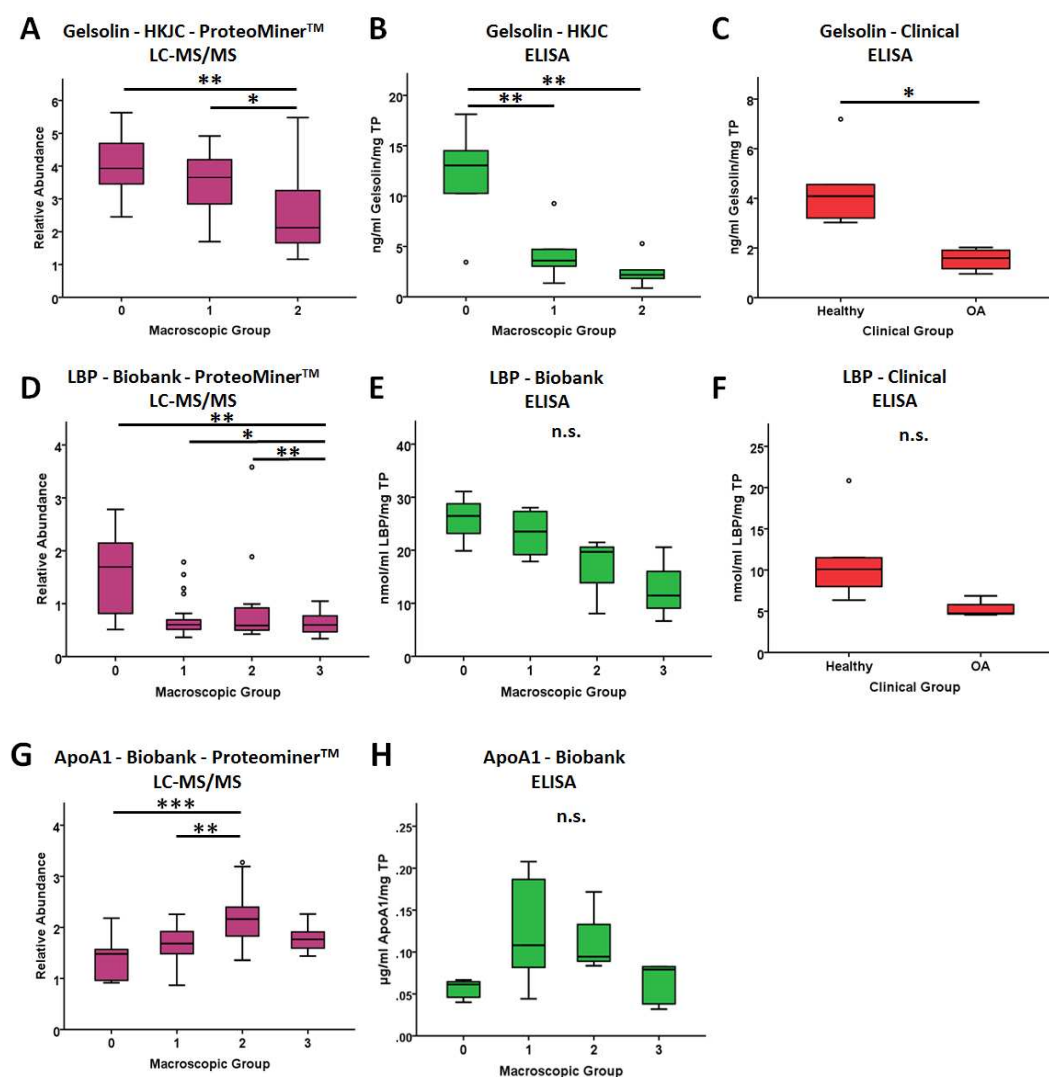 A
Gelsolin - HKJC - ProteoMiner™
LC-MS/MS
**
*
Relative Abundance
6
5
4
3
2
1
0
0 1 2
Macroscopic Group
B
Gelsolin - HKJC
ELISA
**
**
ng/ml Gelsolin/mg TP
20
15
10
5
0
0 1 2
Macroscopic Group
C
Gelsolin - Clinical
ELISA
*
ng/ml Gelsolin/mg TP
8
6
4
2
0
Healthy OA
Clinical Group
D
LBP - Biobank - ProteoMiner™
LC-MS/MS
**
*
**
Relative Abundance
4
3
2
1
0
0 1 2 3
Macroscopic Group
E
LBP - Biobank
ELISA
n.s.
nmol/ml LBP/mg TP
40
30
20
10
0
0 1 2 3
Macroscopic Group
F
LBP - Clinical
ELISA
n.s.
nmol/ml LBP/mg TP
25
20
15
10
5
0
Healthy OA
Clinical Group
G
ApoA1 - Biobank - Proteominer™
LC-MS/MS
***
**
Relative Abundance
4
3
2
1
0
0 1 2 3
Macroscopic Group
H
ApoA1 - Biobank
ELISA
n.s.
µg/ml ApoA1/mg TP
.25
.20
.15
.10
.05
.00
0 1 2 3
Macroscopic Group